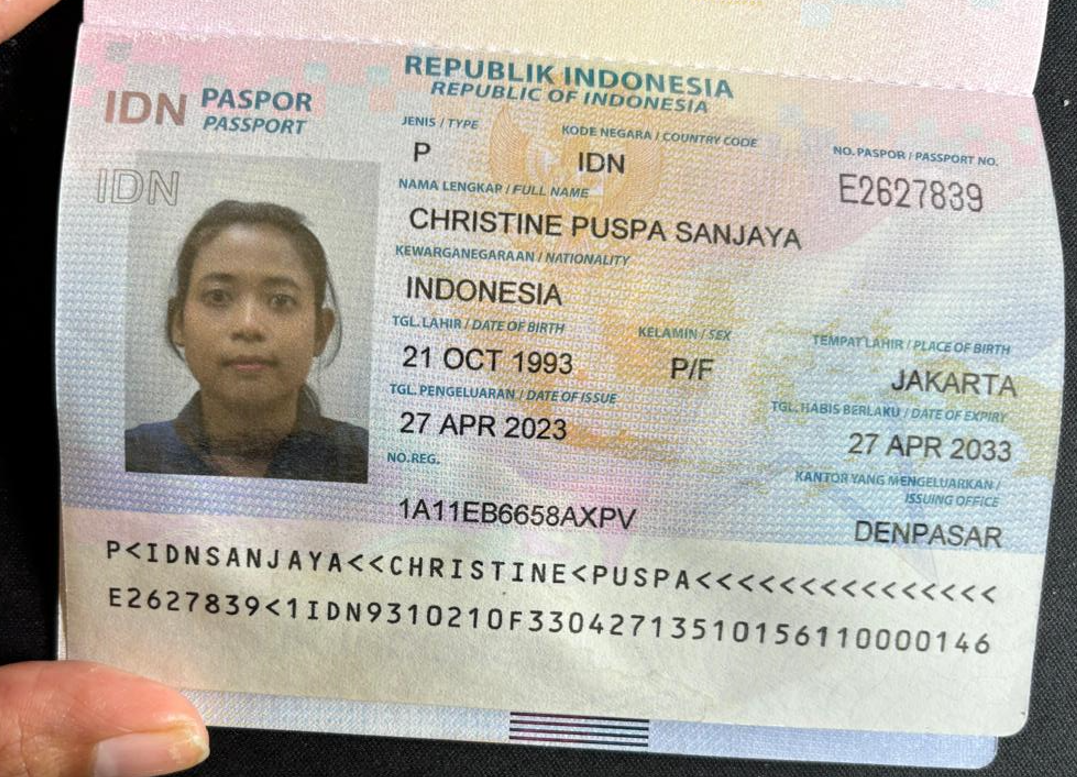 REPUBLIK INDONESIA
REPUBLIC OF INDONESIA
IDN PASPOR
PASSPORT
IDN
JENIS / TYPE
P
KODE NEGARA / COUNTRY CODE
IDN
NO. PASPOR / PASSPORT NO.
E2627839
NAMA LENGKAP / FULL NAME
CHRISTINE PUSPA SANJAYA
KEWARGANEGARAAN / NATIONALITY
INDONESIA
TGL. LAHIR / DATE OF BIRTH
21 OCT 1993
KELAMIN / SEX
P/F
TEMPAT LAHIR / PLACE OF BIRTH
JAKARTA
TGL. PENGELUARAN / DATE OF ISSUE
27 APR 2023
TGL. HABIS BERLAKU / DATE OF EXPIRY
27 APR 2033
NO.REG.
1A11EB6658AXPV
KANTOR YANG MENGELUARKAN /
ISSUING OFFICE
DENPASAR
P<IDNSANJAYA<<CHRISTINE<PUSPA<<<<<<<<<<<<<<<
E2627839<1IDN9310210F33042713510156110000146